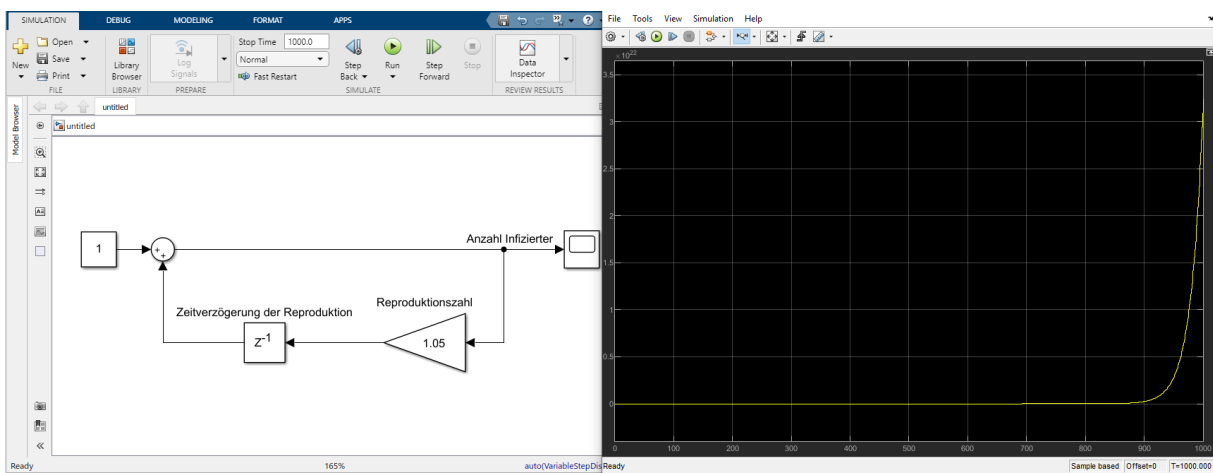 SIMULATION DEBUG MODELING FORMAT APPS
New
Open
Save
Print
FILE
Library
Browser
LIBRARY
Log
Signals
PREPARE
Stop Time 1000.0
Normal
Fast Restart
Step
Back
Run
Step
Forward
Stop
SIMULATE
Data
Inspector
REVIEW RESULTS
Model Browser
untitled
untitled
1
+
+
Anzahl Infizierter
Zeitverzögerung der Reproduktion
Reproduktionszahl
Z-1
1.05
Ready 165% auto(VariableStepDis
File Tools View Simulation Help
×10^22
3.5
3
2.5
2
1.5
1
0.5
0
0 100 200 300 400 500 600 700 800 900 1000
Ready Sample based Offset=0 T=1000.000